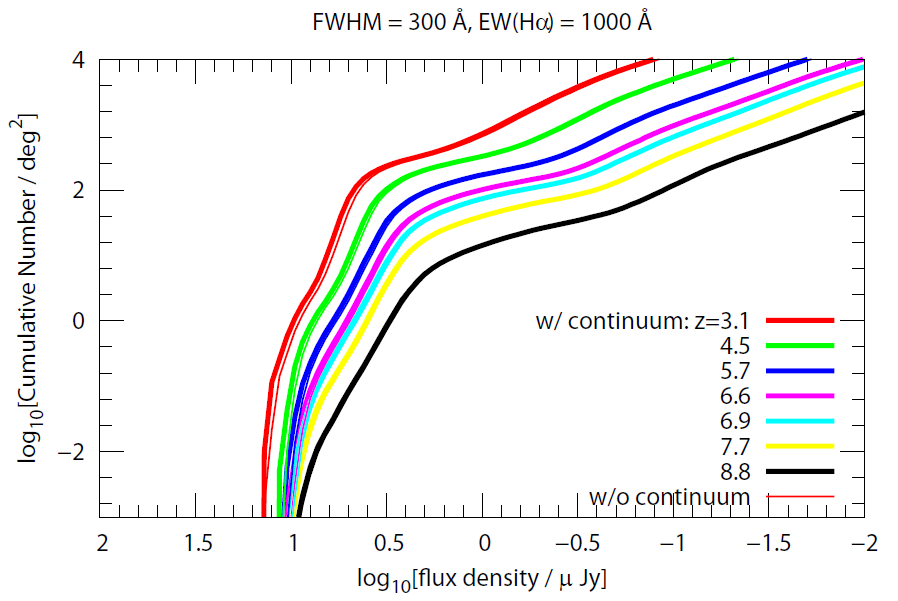 FWHM = 300 Å, EW(Hα) = 1000 Å
log₁₀[Cumulative Number / deg²]
4
2
0
−2
w/ continuum: z=3.1
4.5
5.7
6.6
6.9
7.7
8.8
w/o continuum
2 1.5 1 0.5 0 −0.5 −1 −1.5 −2
log₁₀[flux density / μ Jy]